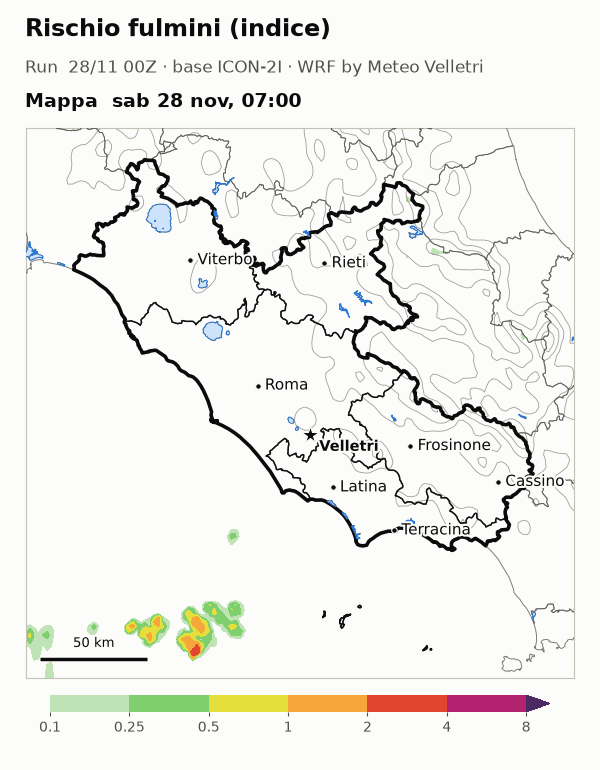 Rischio fulmini (indice)
Run  28/11 00Z · base ICON-2I · WRF by Meteo Velletri
Mappa  sab 28 nov, 07:00
Viterbo
Rieti
Roma
Velletri
Frosinone
Latina
Cassino
Terracina
50 km
0.1 0.25 0.5 1 2 4 8